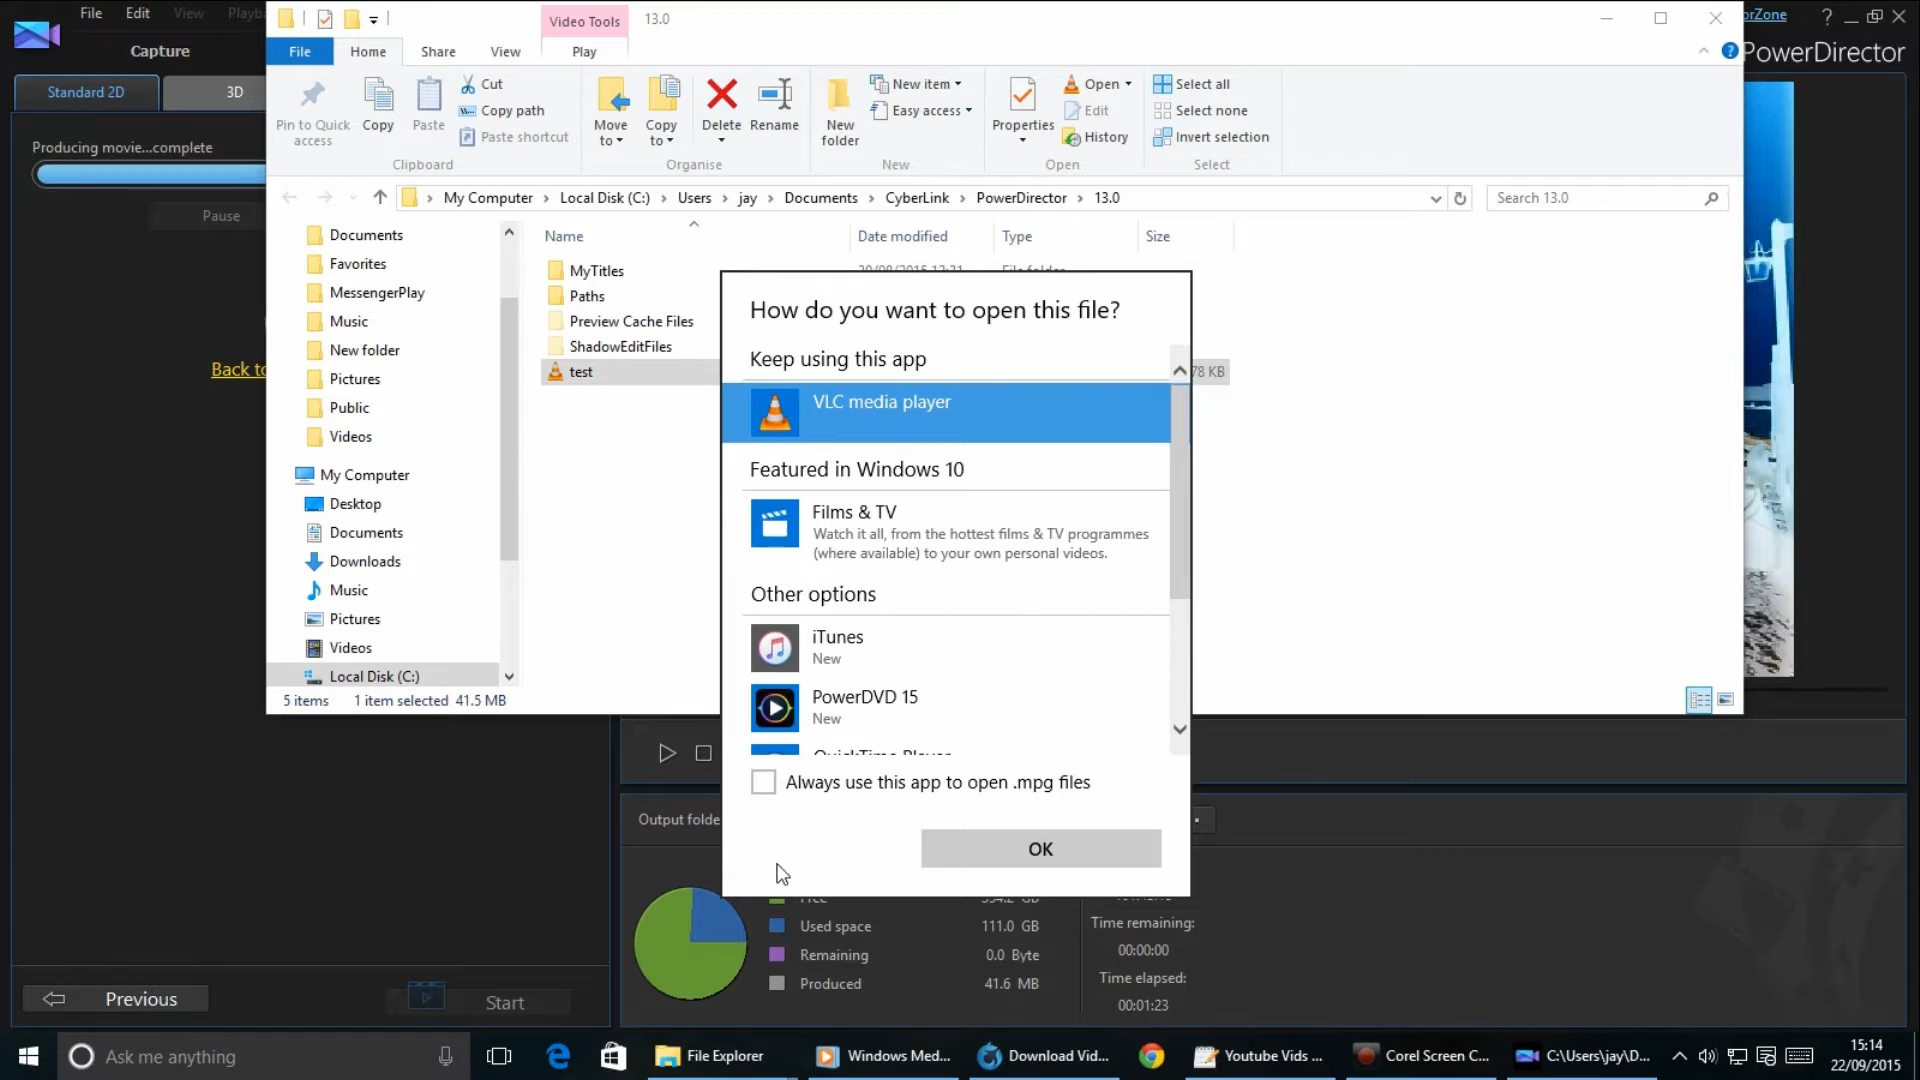 File Edit View Playb
Capture
Standard 2D
3D
Producing movie...complete
Pause
Back to
Previous
Start
Video Tools
13.0
File
Home
Share
View
Play
Pin to Quick access
Copy
Paste
Cut
Copy path
Paste shortcut
Clipboard
Move to
Copy to
Delete
Rename
Organise
New folder
New item
Easy access
New
Properties
Open
Edit
History
Open
Select all
Select none
Invert selection
Select
My Computer
Local Disk (C:)
Users
jay
Documents
CyberLink
PowerDirector
13.0
Search 13.0
Documents
Favorites
MessengerPlay
Music
New folder
Pictures
Public
Videos
My Computer
Desktop
Documents
Downloads
Music
Pictures
Videos
Local Disk (C:)
5 items
1 item selected 41.5 MB
Name
Date modified
Type
Size
MyTitles
File folder
Paths
Preview Cache Files
ShadowEditFiles
test
78 KB
How do you want to open this file?
Keep using this app
VLC media player
Featured in Windows 10
Films & TV
Watch it all, from the hottest films & TV programmes
(where available) to your own personal videos.
Other options
iTunes
New
PowerDVD 15
New
QuickTime Player
Always use this app to open .mpg files
OK
orZone
?
PowerDirector
Output folde
Used space 111.0 GB
Remaining 0.0 Byte
Produced 41.6 MB
Time remaining:
00:00:00
Time elapsed:
00:01:23
Ask me anything
File Explorer
Windows Med...
Download Vid...
Youtube Vids ...
Corel Screen C...
C:\Users\jay\D...
15:14
22/09/2015